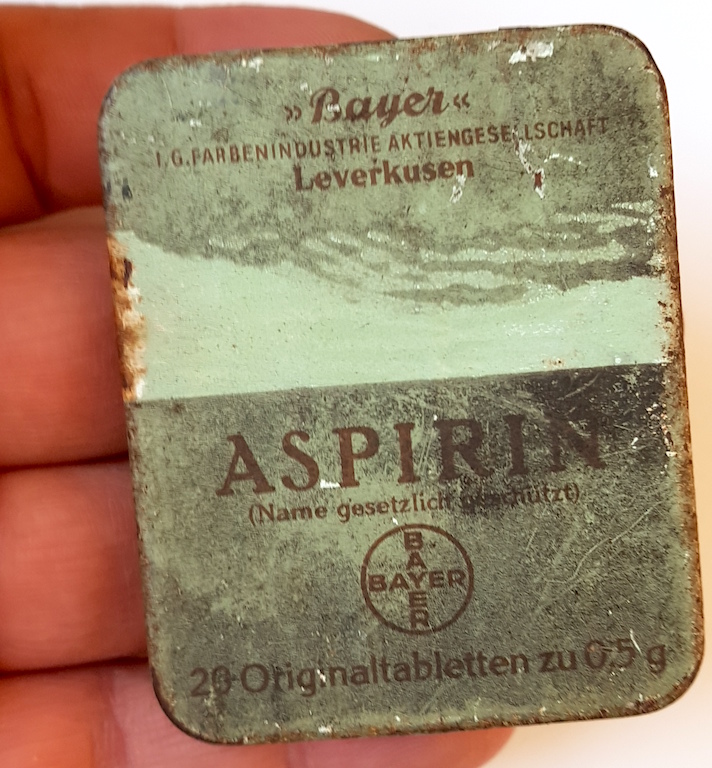 »Bayer«
I.G. FARBENINDUSTRIE AKTIENGESELLSCHAFT
Leverkusen
ASPIRIN
(Name gesetzlich geschützt)
BAYER
BAYER
20 Originaltabletten zu 0.5 g